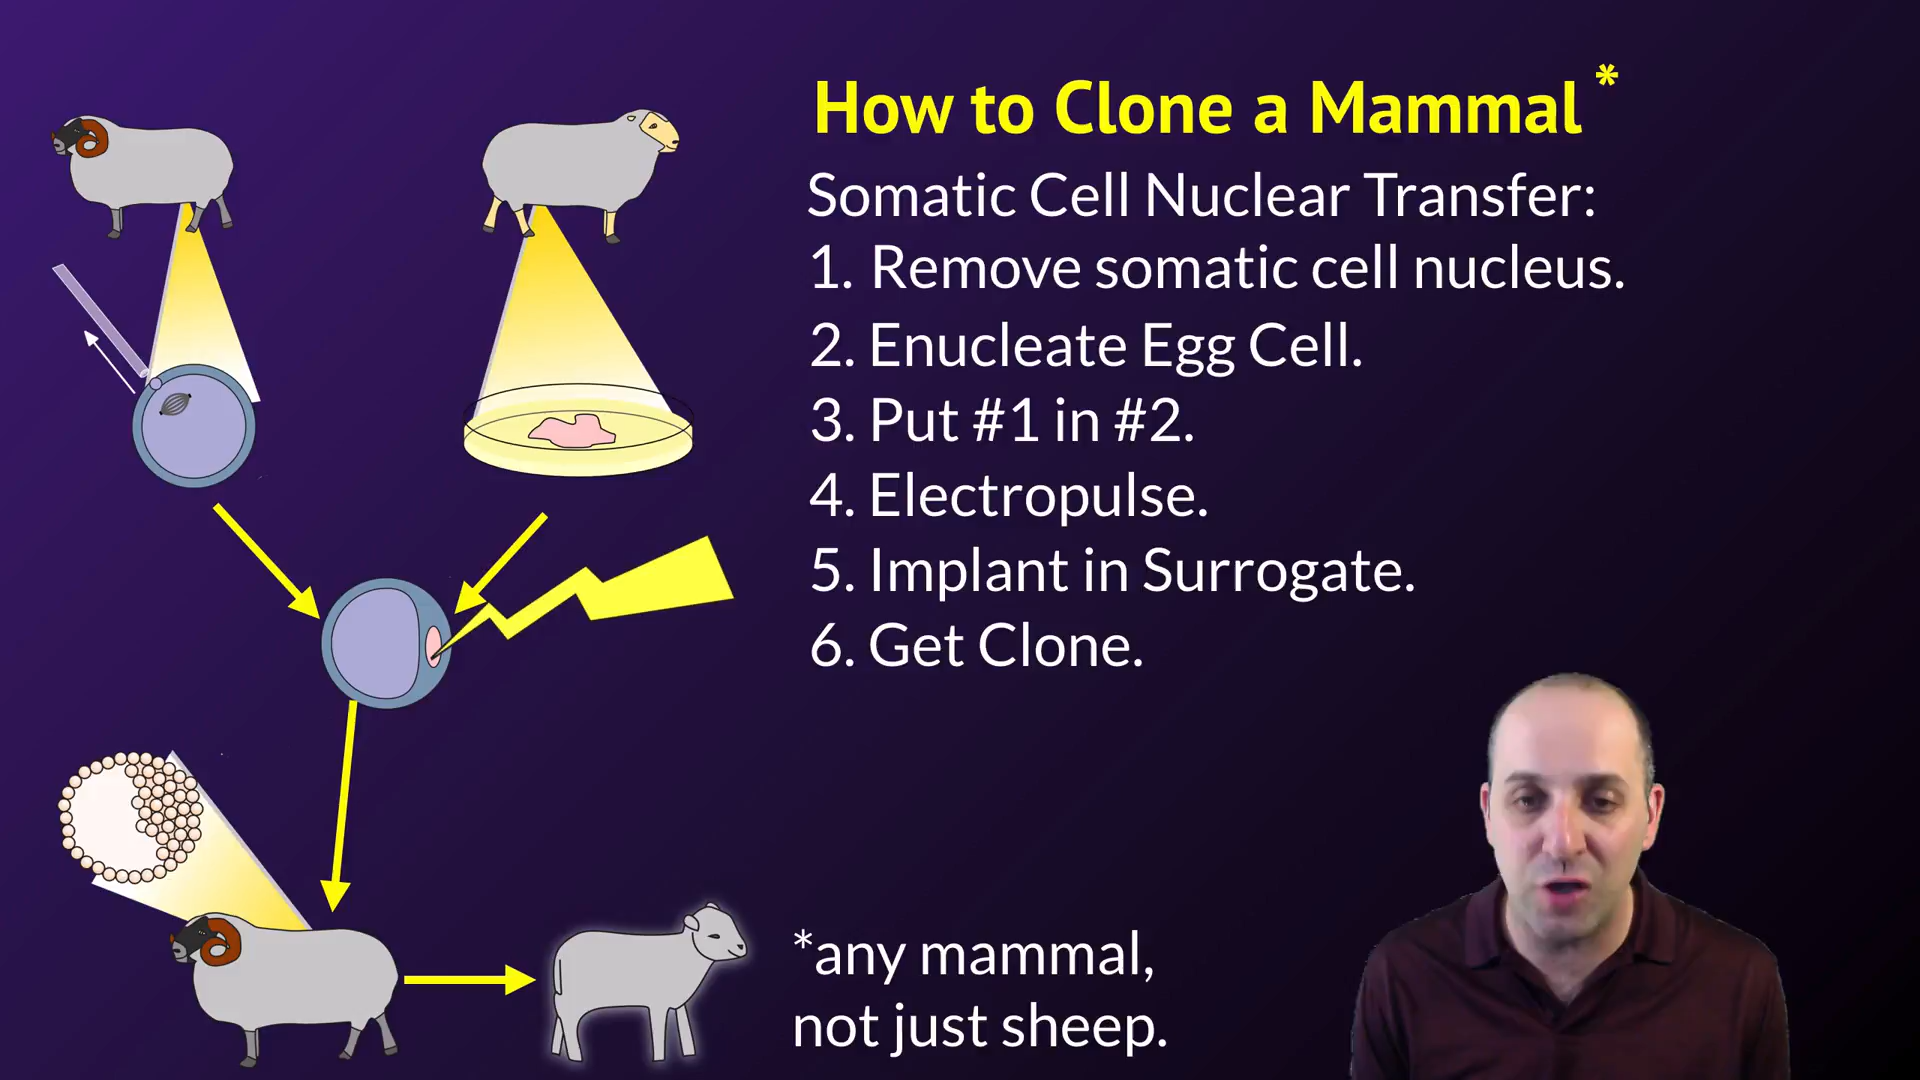 How to Clone a Mammal*
Somatic Cell Nuclear Transfer:
1. Remove somatic cell nucleus.
2. Enucleate Egg Cell.
3. Put #1 in #2.
4. Electropulse.
5. Implant in Surrogate.
6. Get Clone.
*any mammal,
not just sheep.